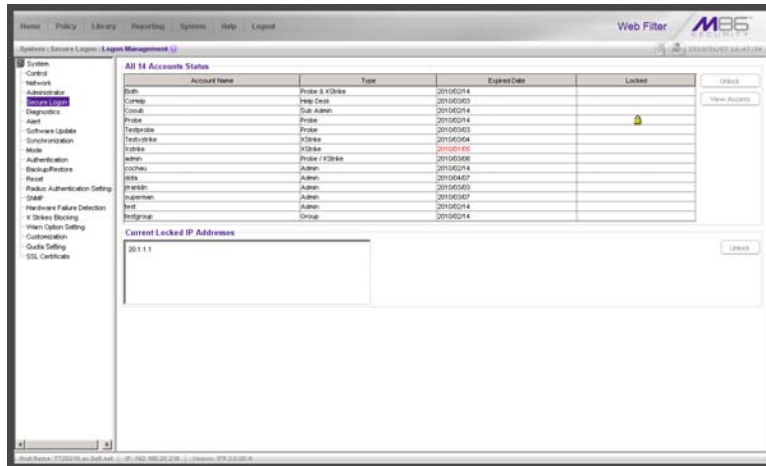 Home Policy Library Reporting System Help Logout
Web Filter
M86 SECURITY
System : Secure Logon : Logon Management
System
Control
Network
Administrator
Secure Logon
Diagnostics
Alert
Software Update
Synchronization
Mode
Authentication
Backup/Restore
Reset
Radius Authentication Setting
SNMP
Hardware Failure Detection
X Strikes Blocking
Warn Option Setting
Customization
Quota Setting
SSL Certificate
All 14 Accounts Status
Account Name Type Expired Date Locked
Both Probe & XStrike 2010/02/14
Help Desk 2010/03/03
Sub Admin 2010/02/14
Probe Probe 2010/02/14
Testprobe Probe 2010/03/03
Testxstrike XStrike 2010/03/04
Xstrike XStrike 2010/01/05
admin Probe / XStrike 2010/03/08
cochau Admin 2010/02/14
Admin 2010/04/07
jfranklin Admin 2010/03/03
superman Admin 2010/03/07
test Admin 2010/02/14
testgroup Group 2010/02/14
Unlock
View Access
Current Locked IP Addresses
20.1.1.1
Unlock